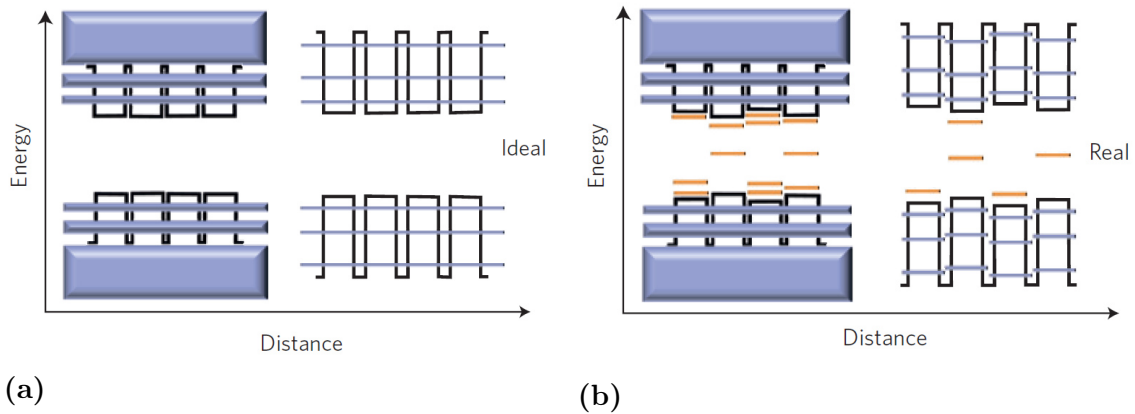 Energy
Ideal
Distance
(a)
Energy
Real
Distance
(b)